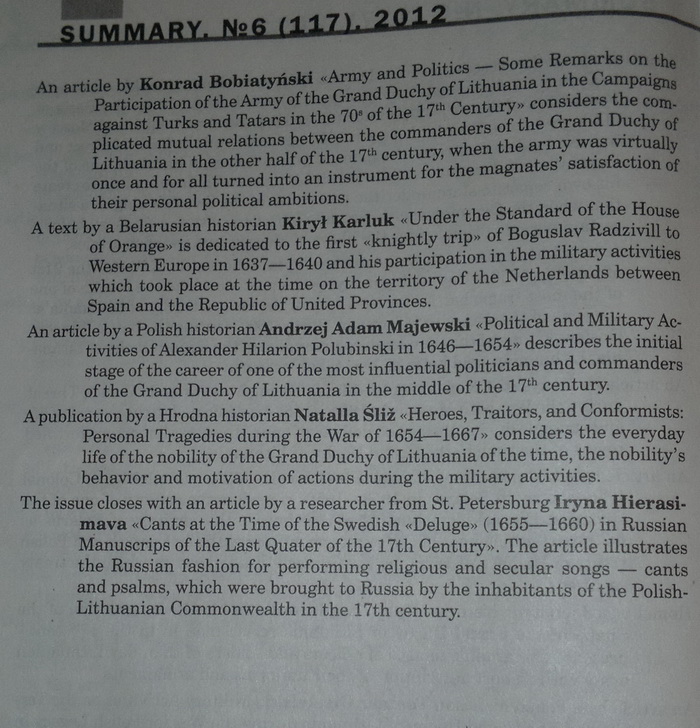 SUMMARY. №6 (117). 2012
An article by Konrad Bobiatyński «Army and Politics — Some Remarks on the
Participation of the Army of the Grand Duchy of Lithuania in the Campaigns
against Turks and Tatars in the 70s of the 17th Century» considers the com-
plicated mutual relations between the commanders of the Grand Duchy of
Lithuania in the other half of the 17th century, when the army was virtually
once and for all turned into an instrument for the magnates' satisfaction of
their personal political ambitions.
A text by a Belarusian historian Kirył Karluk «Under the Standard of the House
of Orange» is dedicated to the first «knightly trip» of Boguslav Radzivill to
Western Europe in 1637—1640 and his participation in the military activities
which took place at the time on the territory of the Netherlands between
Spain and the Republic of United Provinces.
An article by a Polish historian Andrzej Adam Majewski «Political and Military Ac-
tivities of Alexander Hilarion Polubinski in 1646—1654» describes the initial
stage of the career of one of the most influential politicians and commanders
of the Grand Duchy of Lithuania in the middle of the 17th century.
A publication by a Hrodna historian Natalla Śliž «Heroes, Traitors, and Conformists:
Personal Tragedies during the War of 1654—1667» considers the everyday
life of the nobility of the Grand Duchy of Lithuania of the time, the nobility's
behavior and motivation of actions during the military activities.
The issue closes with an article by a researcher from St. Petersburg Iryna Hierasi-
mava «Cants at the Time of the Swedish «Deluge» (1655—1660) in Russian
Manuscrips of the Last Quater of the 17th Century». The article illustrates
the Russian fashion for performing religious and secular songs — cants
and psalms, which were brought to Russia by the inhabitants of the Polish-
Lithuanian Commonwealth in the 17th century.